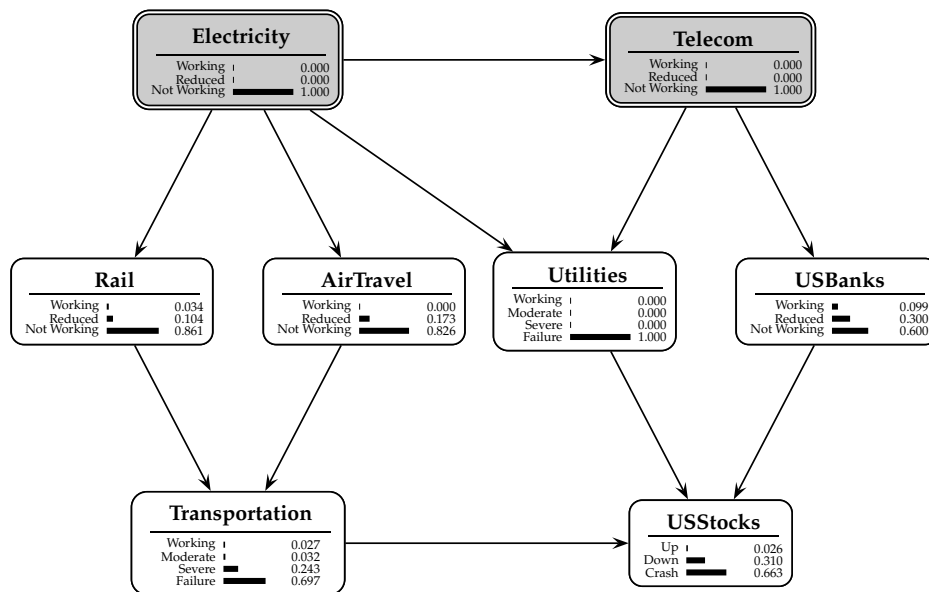 Electricity
Working 0.000
Reduced 0.000
Not Working 1.000
Telecom
Working 0.000
Reduced 0.000
Not Working 1.000
Rail
Working 0.034
Reduced 0.104
Not Working 0.861
AirTravel
Working 0.000
Reduced 0.173
Not Working 0.826
Utilities
Working 0.000
Moderate 0.000
Severe 0.000
Failure 1.000
USBanks
Working 0.099
Reduced 0.300
Not Working 0.600
Transportation
Working 0.027
Moderate 0.032
Severe 0.243
Failure 0.697
USStocks
Up 0.026
Down 0.310
Crash 0.663